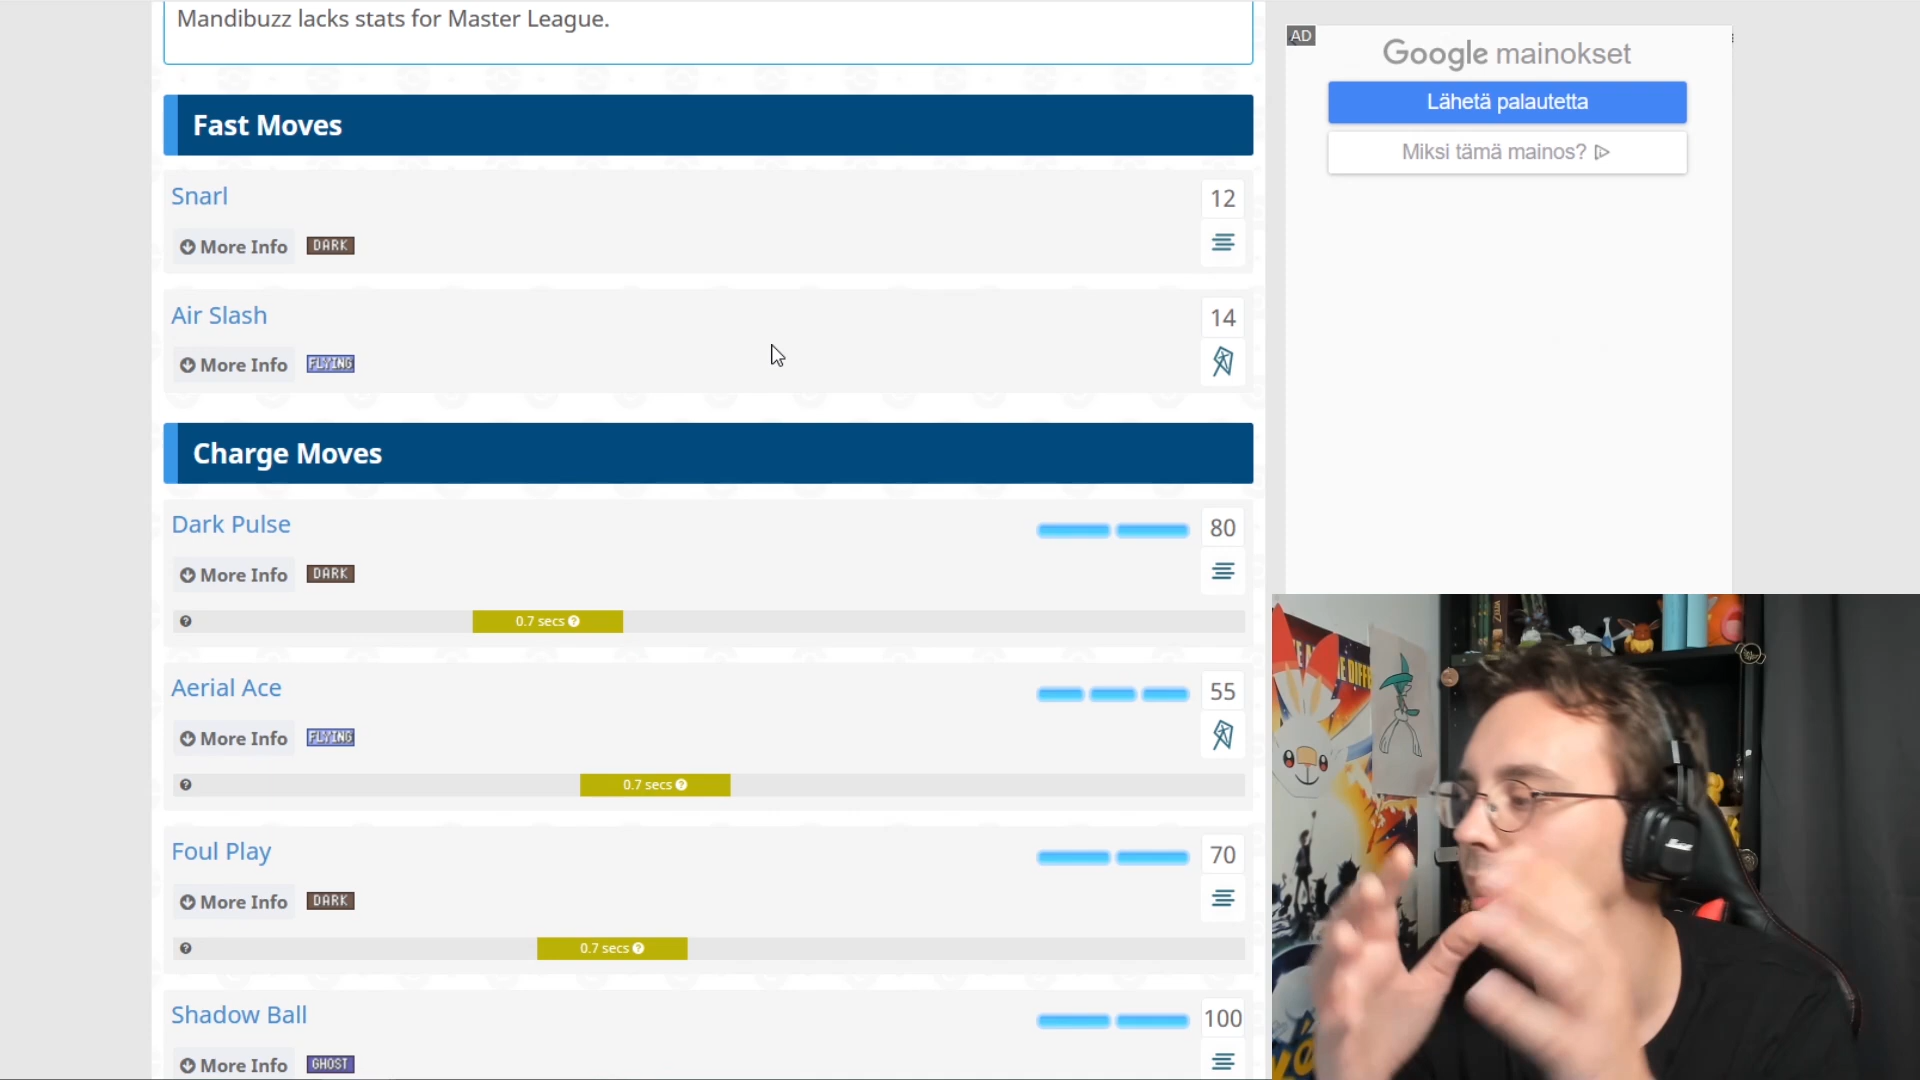 Mandibuzz lacks stats for Master League.
Fast Moves
Snarl
12
More Info
DARK
Air Slash
14
More Info
FLYING
Charge Moves
Dark Pulse
80
More Info
DARK
0.7 secs
Aerial Ace
55
More Info
FLYING
0.7 secs
Foul Play
70
More Info
DARK
0.7 secs
Shadow Ball
100
More Info
GHOST
AD
Google mainokset
Lähetä palautetta
Miksi tämä mainos?